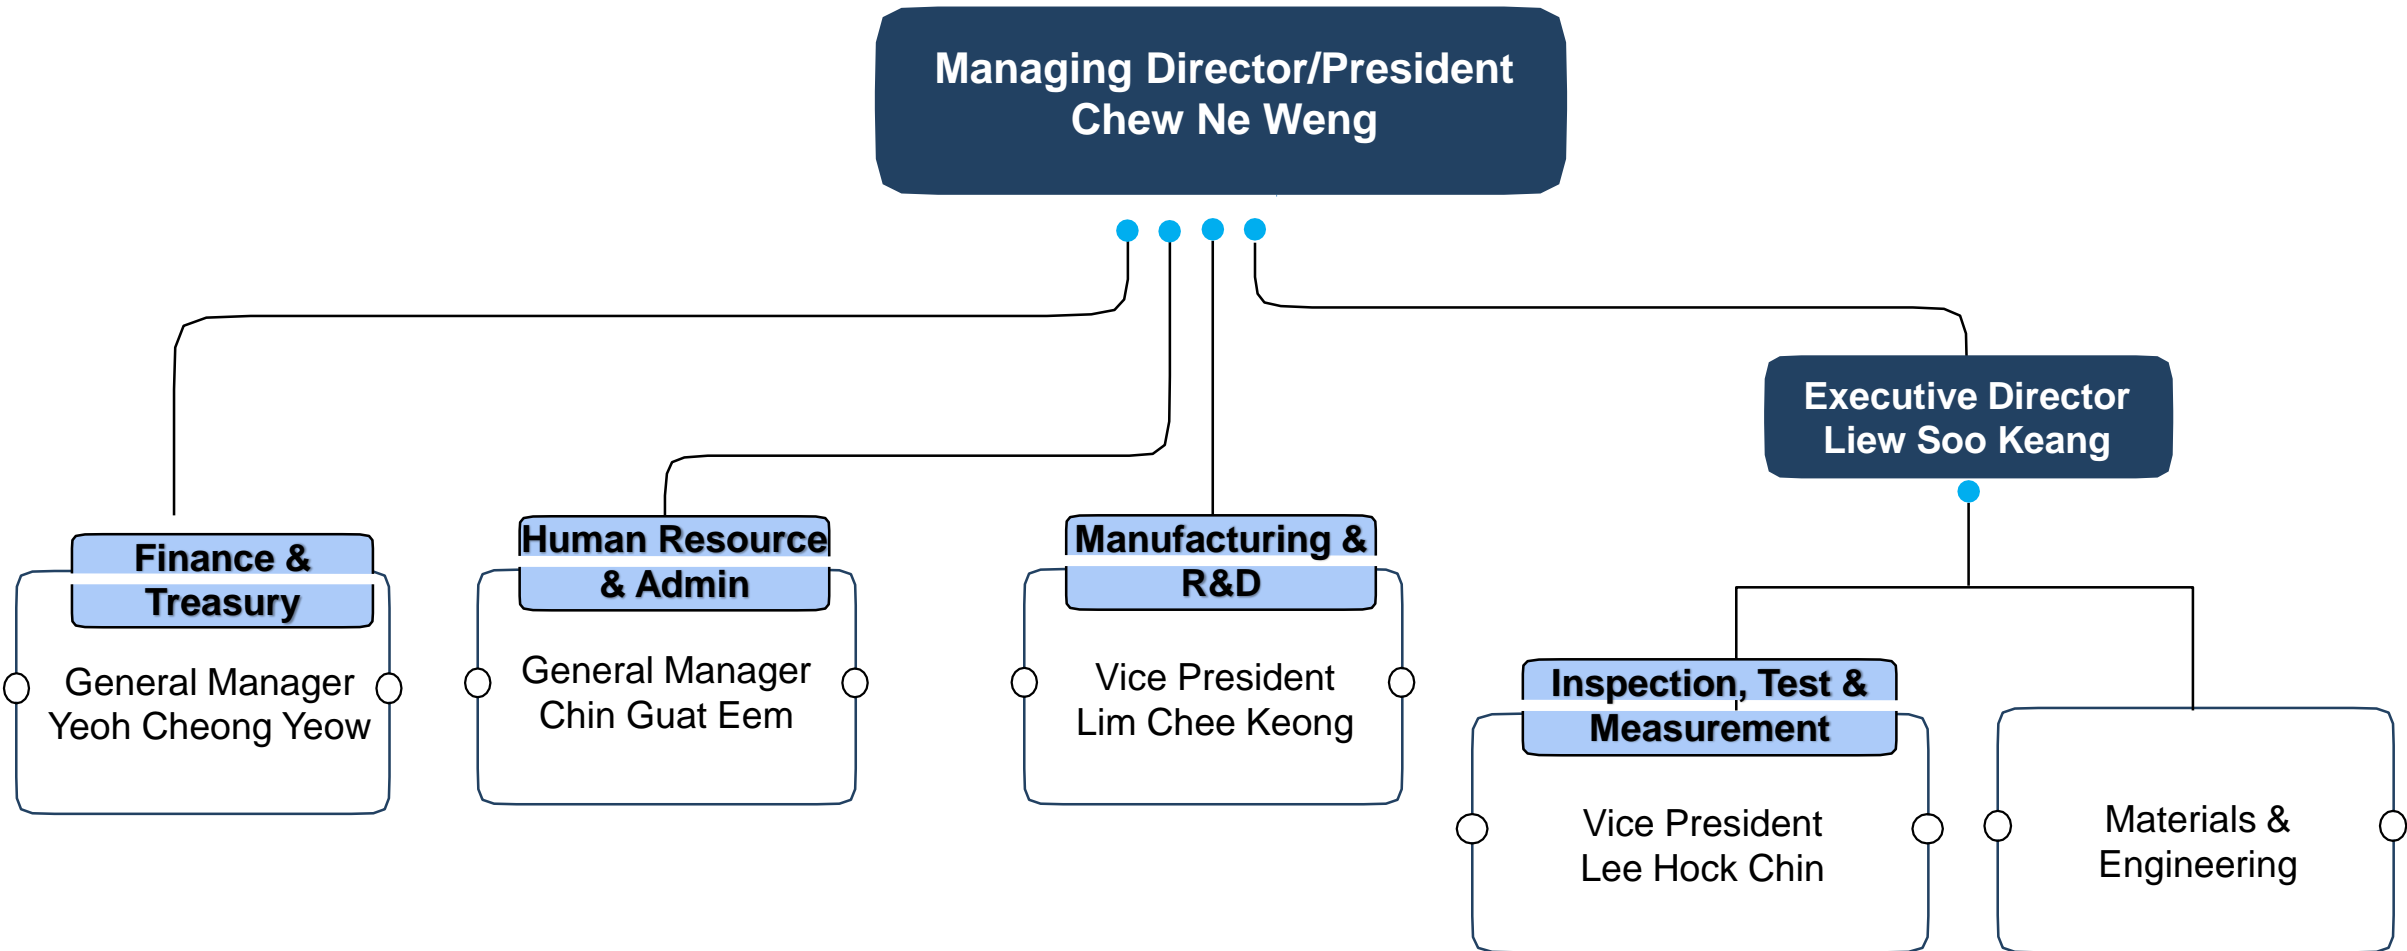 Managing Director/President
Chew Ne Weng
Executive Director
Liew Soo Keang
Finance &
Treasury
General Manager
Yeoh Cheong Yeow
Human Resource
& Admin
General Manager
Chin Guat Eem
Manufacturing &
R&D
Vice President
Lim Chee Keong
Inspection, Test &
Measurement
Vice President
Lee Hock Chin
Materials &
Engineering